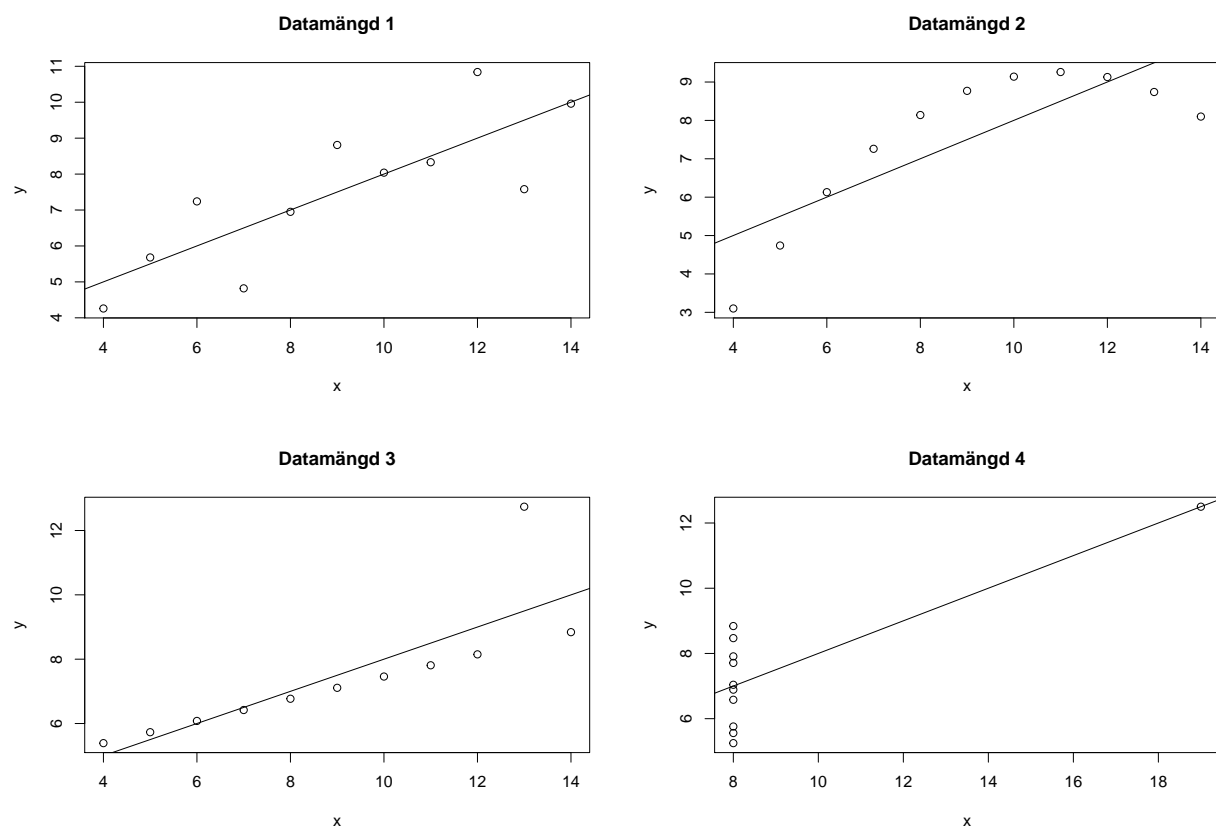 Datamängd 1
y
4 5 6 7 8 9 10 11
4 6 8 10 12 14
x
Datamängd 2
y
3 4 5 6 7 8 9
4 6 8 10 12 14
x
Datamängd 3
y
6 8 10 12
4 6 8 10 12 14
x
Datamängd 4
y
6 8 10 12
8 10 12 14 16 18
x